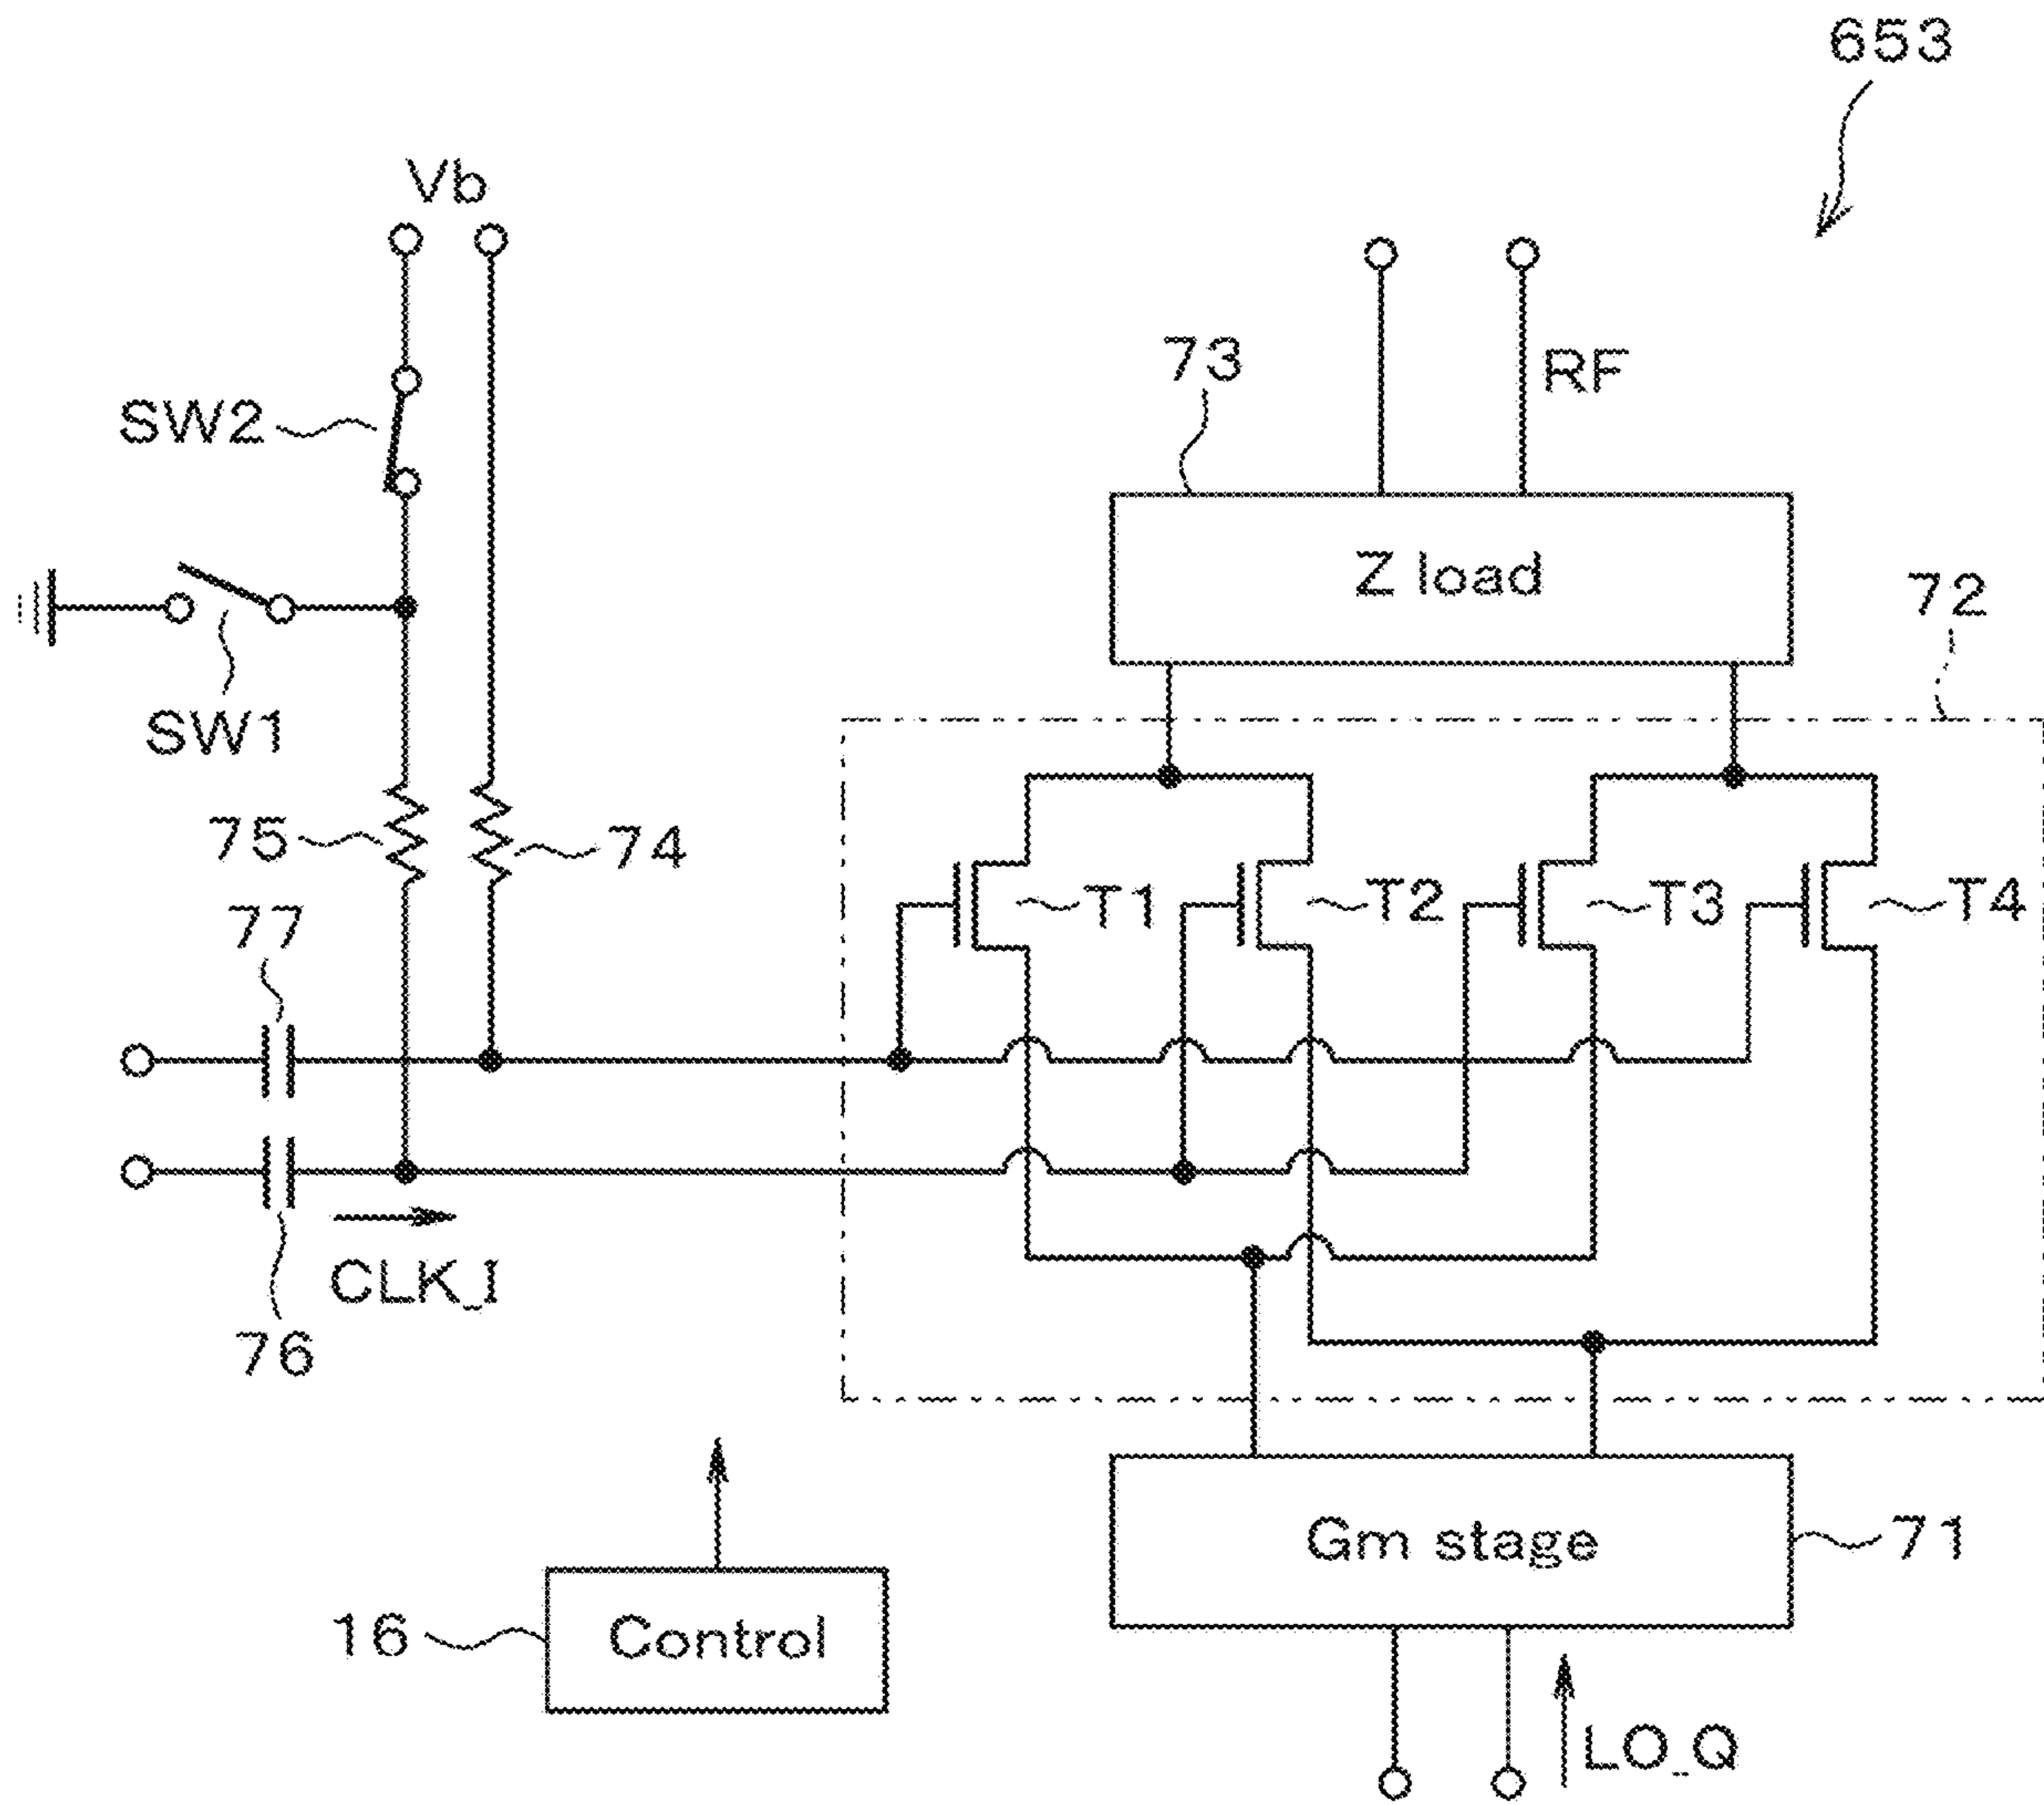 653
Vb
RF
73
SW2
Z load
72
SW1
75
74
T1
T2
T3
T4
77
CLK_I
76
Gm stage
71
16
Control
LO_Q